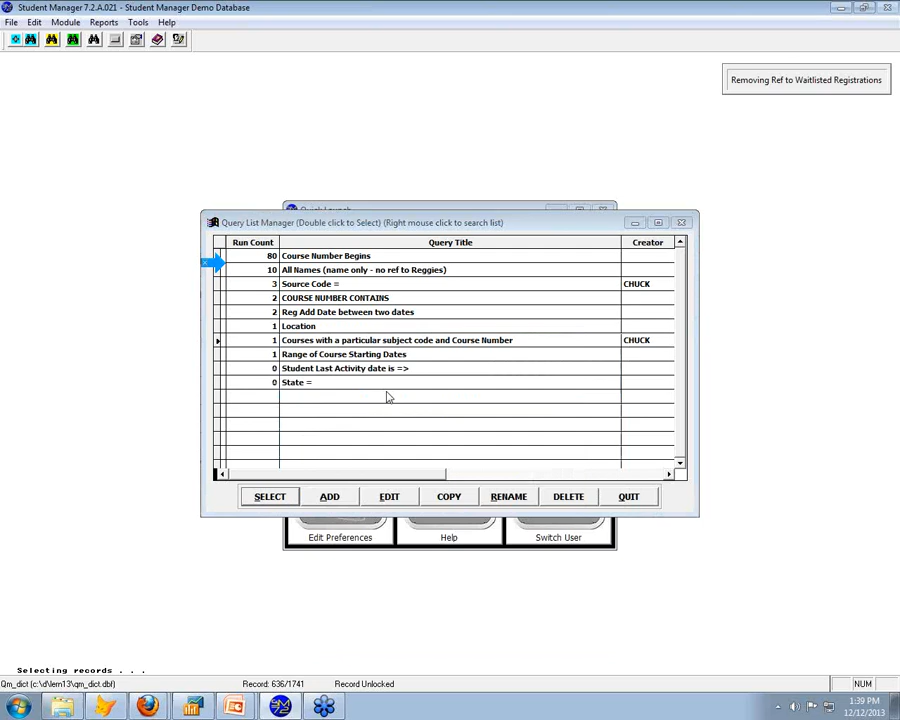 Student Manager 7.2.A.021 - Student Manager Demo Database
File Edit Module Reports Tools Help
Removing Ref to Waitlisted Registrations
Query List Manager (Double click to Select) (Right mouse click to search list)
Run Count Query Title Creator
80 Course Number Begins
10 All Names (name only - no ref to Reggies)
3 Source Code = CHUCK
2 COURSE NUMBER CONTAINS
2 Reg Add Date between two dates
1 Location
1 Courses with a particular subject code and Course Number CHUCK
1 Range of Course Starting Dates
0 Student Last Activity date is =>
0 State =
SELECT ADD EDIT COPY RENAME DELETE QUIT
Edit Preferences Help Switch User
Selecting records . . .
Qm_dict (c:\d\lern13\qm_dict.dbf) Record: 636/1741 Record Unlocked NUM
1:39 PM
12/12/2013